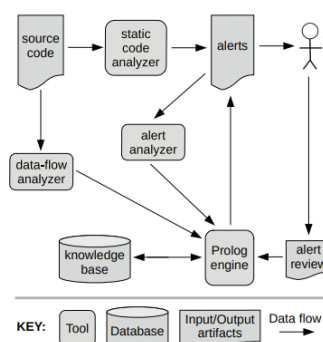 source
code
static
code
analyzer
alerts
alert
analyzer
data-flow
analyzer
knowledge
base
Prolog
engine
alert
review
KEY:
Tool
Database
Input/Output
artifacts
Data flow